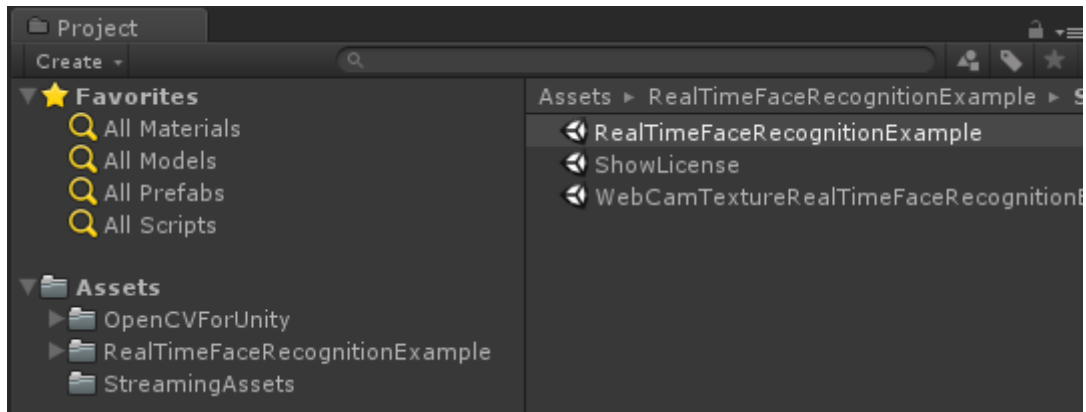 Project
Create
Favorites
All Materials
All Models
All Prefabs
All Scripts
Assets
OpenCVForUnity
RealTimeFaceRecognitionExample
StreamingAssets
Assets ▸ RealTimeFaceRecognitionExample ▸
RealTimeFaceRecognitionExample
ShowLicense
WebCamTextureRealTimeFaceRecognition